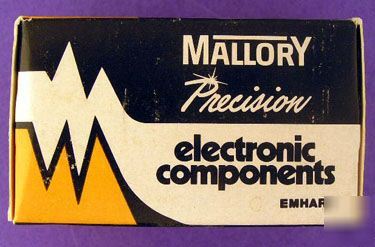 MALLORY
Precision
electronic
components
EMHAR